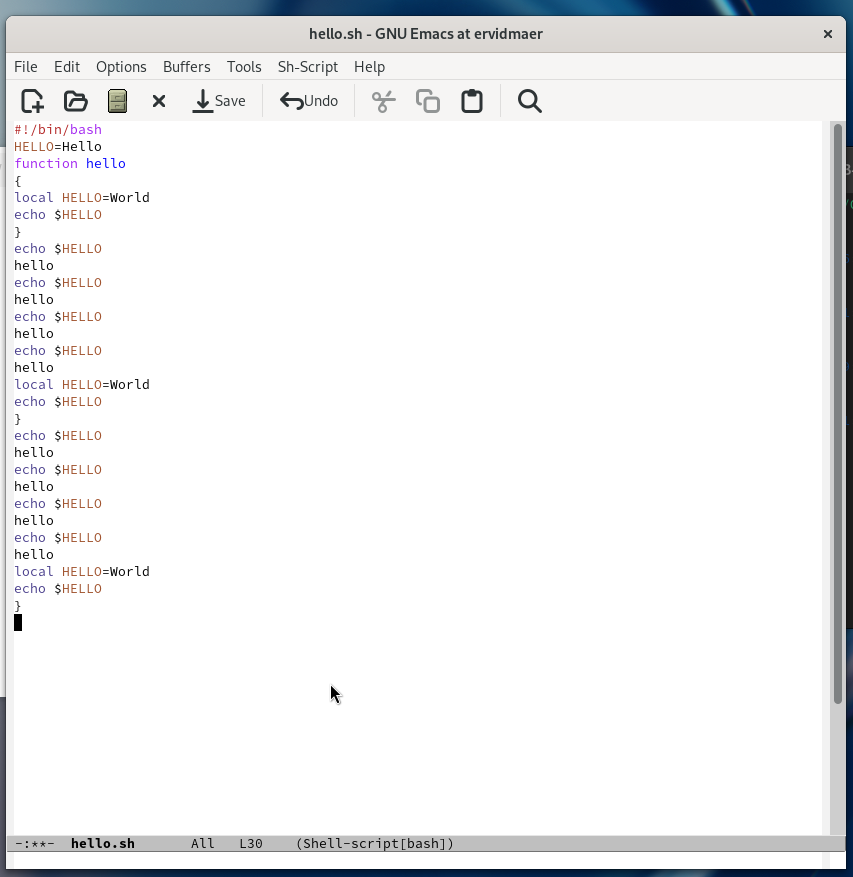 hello.sh - GNU Emacs at ervidmaer
File Edit Options Buffers Tools Sh-Script Help
Save Undo
#!/bin/bash
HELLO=Hello
function hello
{
local HELLO=World
echo $HELLO
}
echo $HELLO
hello
echo $HELLO
hello
echo $HELLO
hello
echo $HELLO
hello
local HELLO=World
echo $HELLO
}
echo $HELLO
hello
echo $HELLO
hello
echo $HELLO
hello
echo $HELLO
hello
local HELLO=World
echo $HELLO
}
-:**- hello.sh All L30 (Shell-script[bash])